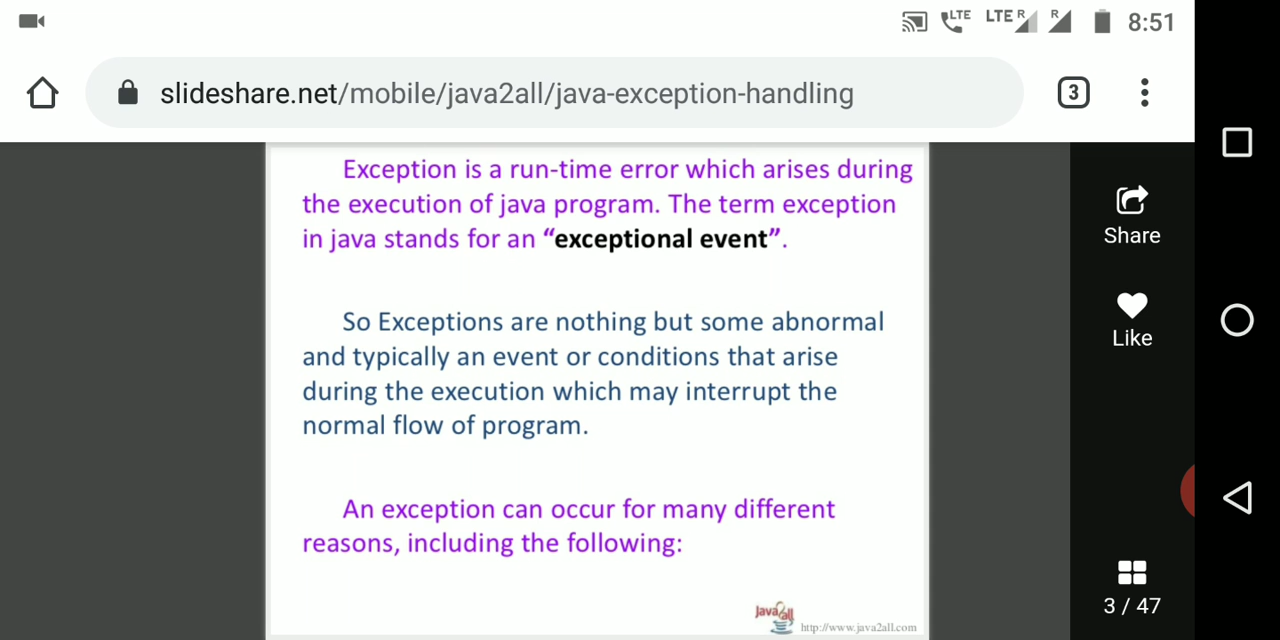 LTE LTE R R 8:51
slideshare.net/mobile/java2all/java-exception-handling 3
Exception is a run-time error which arises during
the execution of java program. The term exception
in java stands for an “exceptional event”.
So Exceptions are nothing but some abnormal
and typically an event or conditions that arise
during the execution which may interrupt the
normal flow of program.
An exception can occur for many different
reasons, including the following:
Java2all http://www.java2all.com
Share
Like
3 / 47